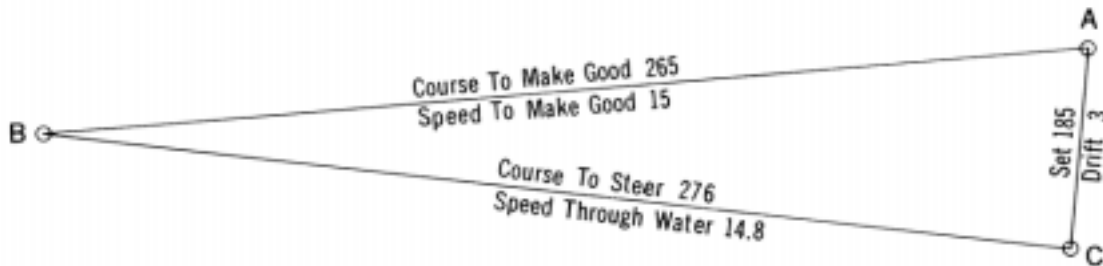 A
Course To Make Good 265
Speed To Make Good 15
B
Set 185
Drift 3
Course To Steer 276
Speed Through Water 14.8
C